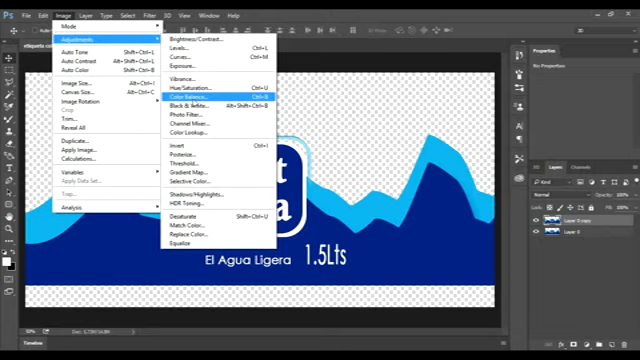 Ps File Edit Image Layer Type Select Filter 3D View Window Help
Mode
Adjustments
Auto Tone Shift+Ctrl+L
Auto Contrast Alt+Shift+Ctrl+L
Auto Color Shift+Ctrl+B
Image Size... Alt+Ctrl+I
Canvas Size... Alt+Ctrl+C
Image Rotation
Crop
Trim...
Reveal All
Duplicate...
Apply Image...
Calculations...
Variables
Apply Data Set...
Trap...
Analysis
Brightness/Contrast...
Levels... Ctrl+L
Curves... Ctrl+M
Exposure...
Vibrance...
Hue/Saturation... Ctrl+U
Color Balance... Ctrl+B
Black & White... Alt+Shift+Ctrl+B
Photo Filter...
Channel Mixer...
Color Lookup...
Invert Ctrl+I
Posterize...
Threshold...
Gradient Map...
Selective Color...
Shadows/Highlights...
HDR Toning...
Desaturate Shift+Ctrl+U
Match Color...
Replace Color...
Equalize
t
a
El Agua Ligera 1.5Lts
Properties
No Properties
Layers Channels
Kind
Normal Opacity: 100%
Lock: Fill: 100%
Layer 0 copy
Layer 0
50%